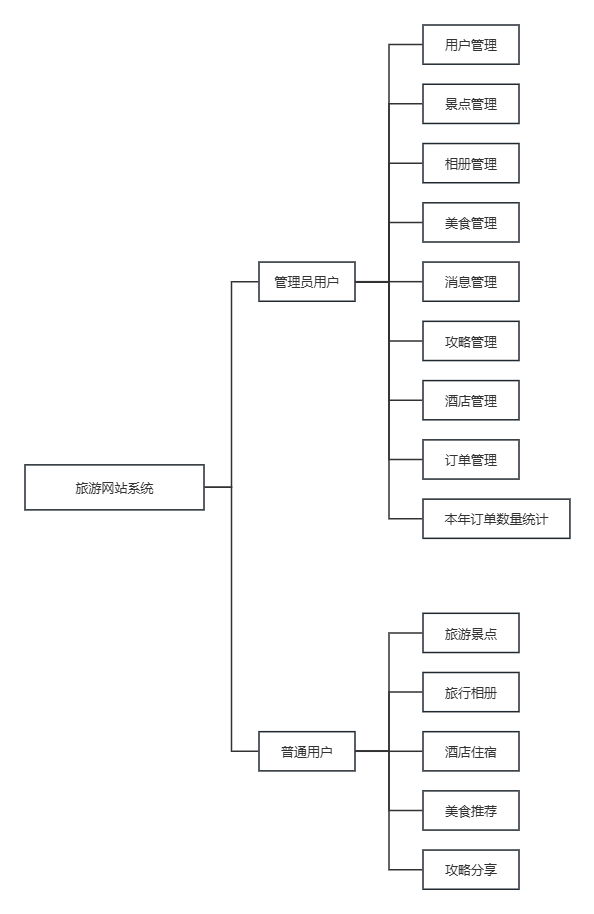 旅游网站系统
管理员用户
用户管理
景点管理
相册管理
美食管理
消息管理
攻略管理
酒店管理
订单管理
本年订单数量统计
普通用户
旅游景点
旅行相册
酒店住宿
美食推荐
攻略分享